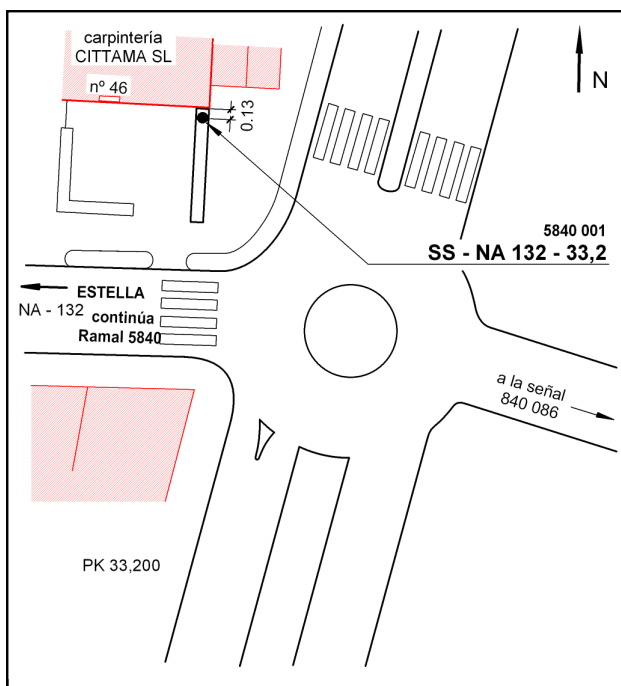 carpintería
CITTAMA SL
nº 46
0.13
N
5840 001
SS - NA 132 - 33,2
ESTELLA
NA - 132
continúa
Ramal 5840
a la señal
840 086
PK 33,200